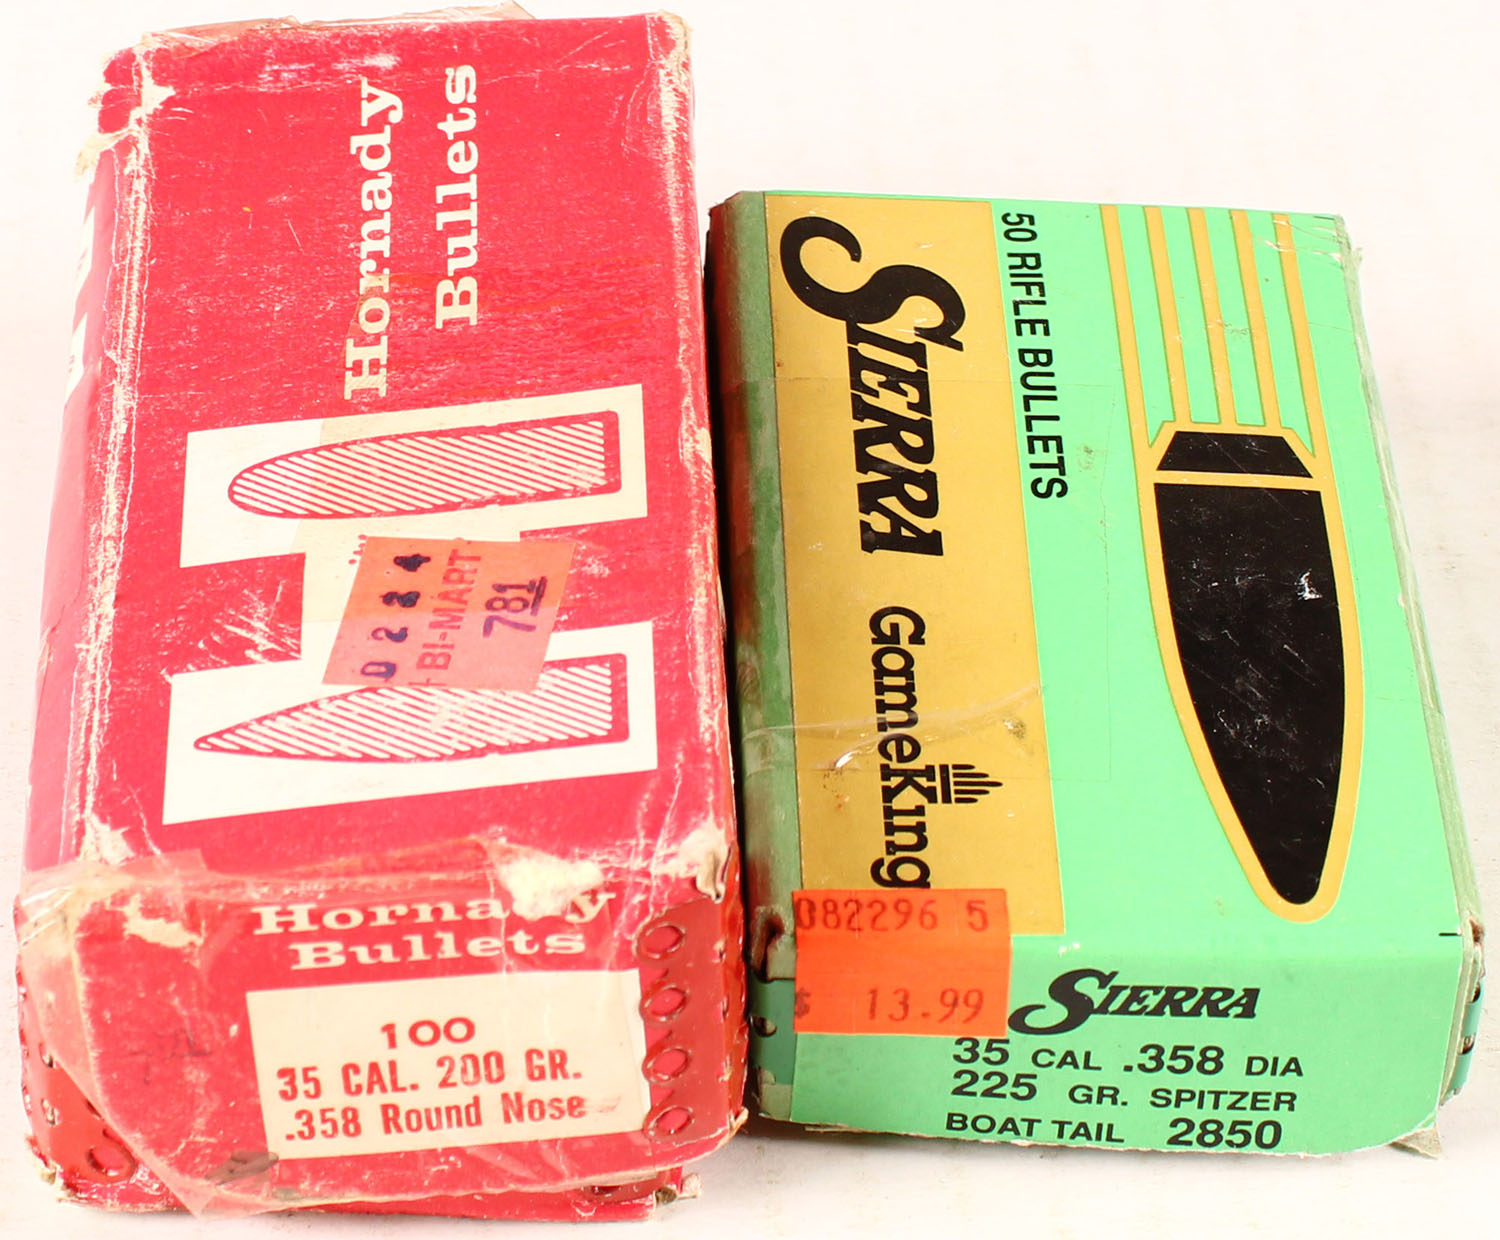 Hornady
Bullets
0234
BI-MART
781
Hornady
Bullets
100
35 CAL. 200 GR.
.358 Round Nose
50 RIFLE BULLETS
SIERRA
GameKing
082296 5
$ 13.99
SIERRA
35 CAL .358 DIA
225 GR. SPITZER
BOAT TAIL 2850